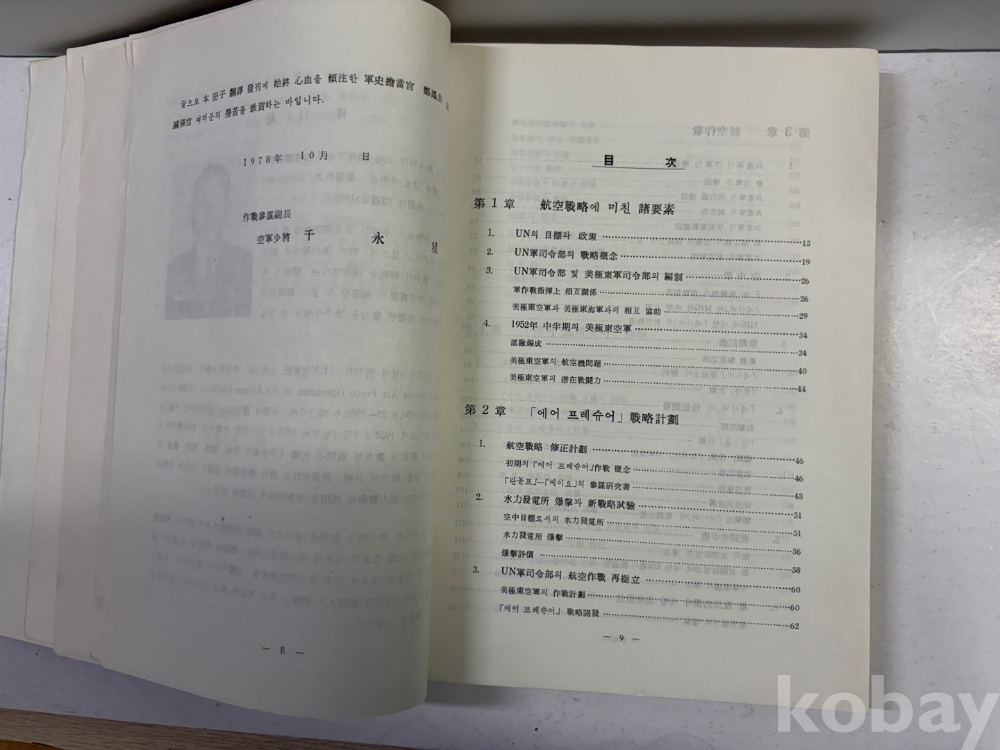 끝으로 本 册子 飜譯 發刊에 始終 心血을 傾注한 軍史擔當官 鄭鳳
關係官 여러분의 勞苦를 致賀하는 바입니다.
1978年 10月 日
作戰參謀副長
空軍少將 千 永 星
— 8 —
目 次
第 1 章 航空戰略에 미친 諸要素
1. UN의 目標와 政策 15
2. UN軍司令部의 戰略槪念 19
3. UN軍司令部 및 美極東軍司令部의 編制 26
軍作戰指揮上 相互關係 26
美極東空軍과 美極東海軍과의 相互 協助 29
4. 1952年 中半期의 美極東空軍 34
部隊編成 34
美極東空軍의 航空機問題 40
美極東空軍의 潛在戰鬪力 44
第 2 章 「에어 프레슈어」戰略計劃
1. 航空戰略 修正計劃 46
初期의「에어 프레슈어」作戰 槪念 46
「란돌프」—「메이요」의 參謀硏究書 48
2. 水力發電所 爆擊과 新戰略試驗 51
空中目標로서의 水力發電所 51
水力發電所 爆擊 56
爆擊評價 58
3. UN軍司令部의 航空作戰 再樹立 60
美極東空軍의 作戰計劃 60
「에어 프레슈어」戰略開發 62
— 9 —
kobay